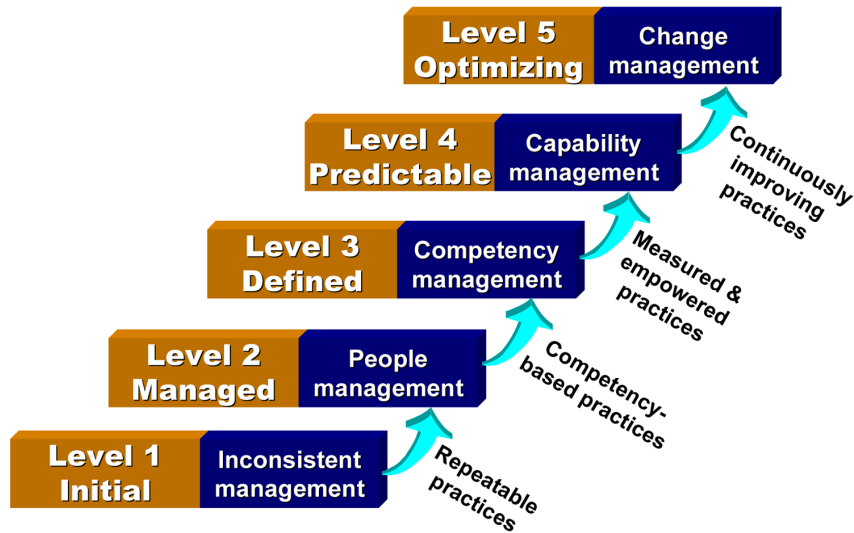 Level 5
Optimizing
Change
management
Level 4
Predictable
Capability
management
Continuously
improving
practices
Level 3
Defined
Competency
management
Measured &
empowered
practices
Level 2
Managed
People
management
Competency-
based practices
Level 1
Initial
Inconsistent
management
Repeatable
practices